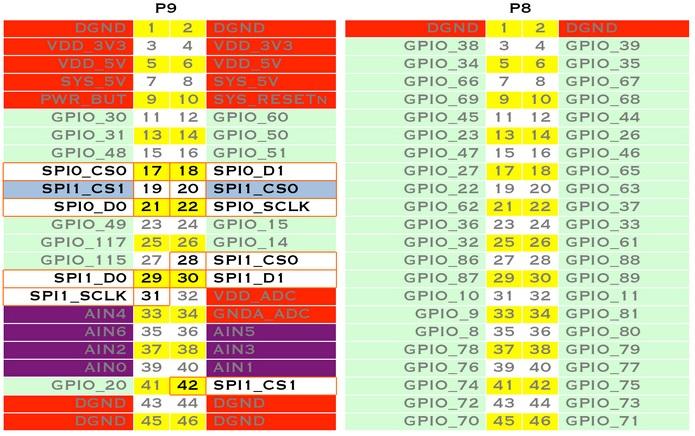 P9 P8
DGND 1 2 DGND DGND 1 2 DGND
VDD_3V3 3 4 VDD_3V3 GPIO_38 3 4 GPIO_39
VDD_5V 5 6 VDD_5V GPIO_34 5 6 GPIO_35
SYS_5V 7 8 SYS_5V GPIO_66 7 8 GPIO_67
PWR_BUT 9 10 SYS_RESETN GPIO_69 9 10 GPIO_68
GPIO_30 11 12 GPIO_60 GPIO_45 11 12 GPIO_44
GPIO_31 13 14 GPIO_50 GPIO_23 13 14 GPIO_26
GPIO_48 15 16 GPIO_51 GPIO_47 15 16 GPIO_46
SPI0_CS0 17 18 SPI0_D1 GPIO_27 17 18 GPIO_65
SPI1_CS1 19 20 SPI1_CS0 GPIO_22 19 20 GPIO_63
SPI0_D0 21 22 SPI0_SCLK GPIO_62 21 22 GPIO_37
GPIO_49 23 24 GPIO_15 GPIO_36 23 24 GPIO_33
GPIO_117 25 26 GPIO_14 GPIO_32 25 26 GPIO_61
GPIO_115 27 28 SPI1_CS0 GPIO_86 27 28 GPIO_88
SPI1_D0 29 30 SPI1_D1 GPIO_87 29 30 GPIO_89
SPI1_SCLK 31 32 VDD_ADC GPIO_10 31 32 GPIO_11
AIN4 33 34 GNDA_ADC GPIO_9 33 34 GPIO_81
AIN6 35 36 AIN5 GPIO_8 35 36 GPIO_80
AIN2 37 38 AIN3 GPIO_78 37 38 GPIO_79
AIN0 39 40 AIN1 GPIO_76 39 40 GPIO_77
GPIO_20 41 42 SPI1_CS1 GPIO_74 41 42 GPIO_75
DGND 43 44 DGND GPIO_72 43 44 GPIO_73
DGND 45 46 DGND GPIO_70 45 46 GPIO_71